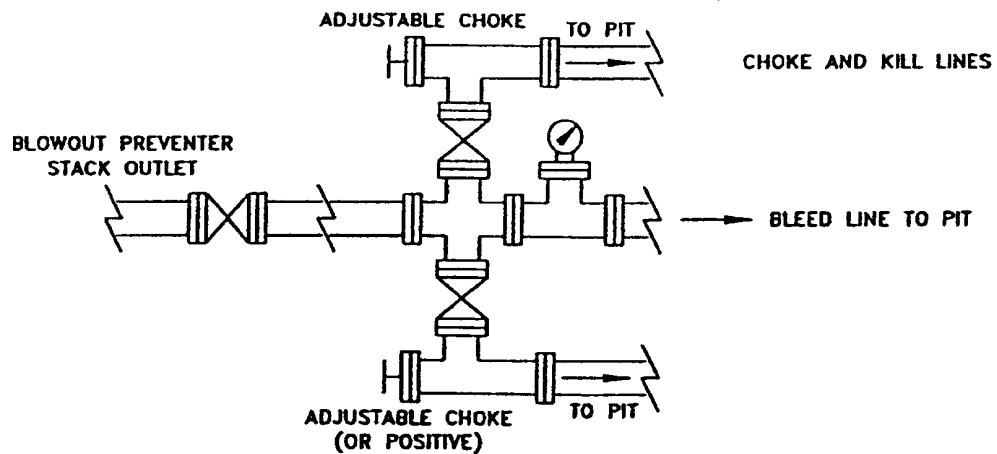 ADJUSTABLE CHOKE
TO PIT
CHOKE AND KILL LINES
BLOWOUT PREVENTER
STACK OUTLET
BLEED LINE TO PIT
ADJUSTABLE CHOKE
(OR POSITIVE)
TO PIT